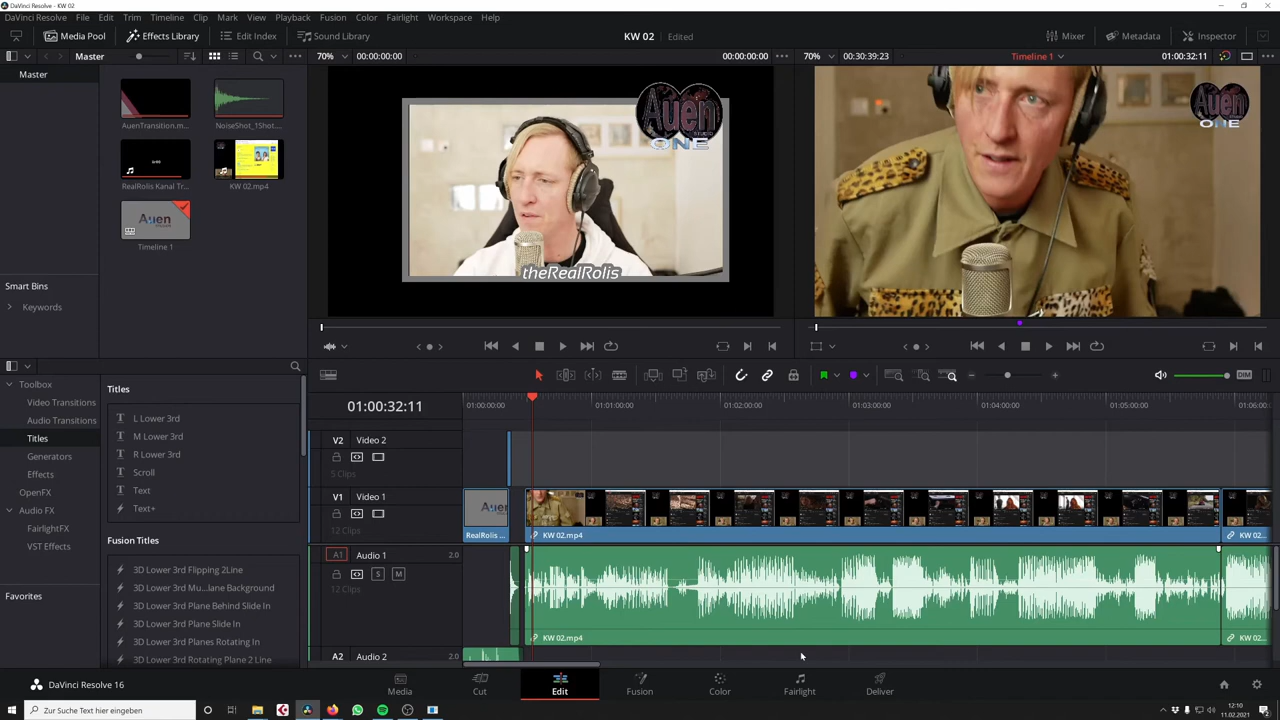 DaVinci Resolve - KW 02
DaVinci Resolve File Edit Trim Timeline Clip Mark View Playback Fusion Color Fairlight Workspace Help
Media Pool Effects Library Edit Index Sound Library KW 02 Edited Mixer Metadata Inspector
Master 70% 00:00:00:00 00:00:00:00 70% 00:30:39:23 Timeline 1 01:00:32:11
Master
AuenTransition.m...
NoiseShot_1Shot....
RealRolis Kanal Tr...
KW 02.mp4
Auen
Timeline 1
Auen
STUDIO
ONE
theRealRolis
Auen
ONE
Smart Bins
Keywords
Toolbox
Video Transitions
Audio Transitions
Titles
Generators
Effects
OpenFX
Audio FX
FairlightFX
VST Effects
Favorites
Titles
L Lower 3rd
M Lower 3rd
R Lower 3rd
Scroll
Text
Text+
Fusion Titles
3D Lower 3rd Flipping 2Line
3D Lower 3rd Mu...lane Background
3D Lower 3rd Plane Behind Slide In
3D Lower 3rd Plane Slide In
3D Lower 3rd Planes Rotating In
3D Lower 3rd Rotating Plane 2 Line
DIM
01:00:32:11 01:00:00:00 01:01:00:00 01:02:00:00 01:03:00:00 01:04:00:00 01:05:00:00 01:06:00:
V2 Video 2
5 Clips
V1 Video 1
12 Clips
RealRolis ...
KW 02.mp4
KW 02...
A1 Audio 1 2.0
S M
12 Clips
KW 02.mp4
KW 02...
A2 Audio 2 2.0
DaVinci Resolve 16
Media Cut Edit Fusion Color Fairlight Deliver
Zur Suche Text hier eingeben
12:10
11.02.2021